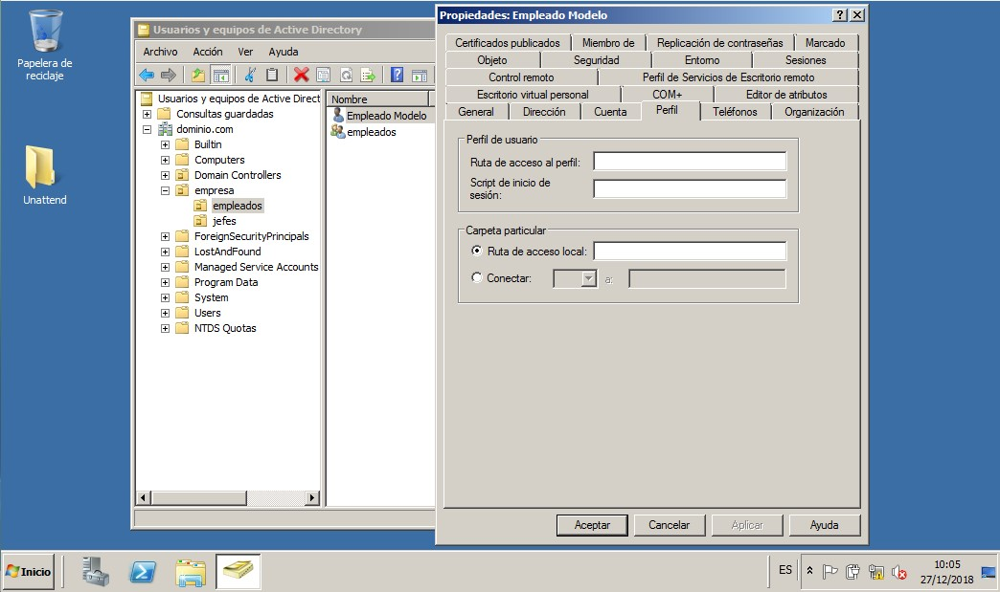 Papelera de
reciclaje
Unattend
Usuarios y equipos de Active Directory
Archivo Acción Ver Ayuda
Usuarios y equipos de Active Direct
Consultas guardadas
dominio.com
Builtin
Computers
Domain Controllers
empresa
empleados
jefes
ForeignSecurityPrincipals
LostAndFound
Managed Service Accounts
Program Data
System
Users
NTDS Quotas
Nombre
Empleado Modelo
empleados
Propiedades: Empleado Modelo
Certificados publicados Miembro de Replicación de contraseñas Marcado
Objeto Seguridad Entorno Sesiones
Control remoto Perfil de Servicios de Escritorio remoto
Escritorio virtual personal COM+ Editor de atributos
General Dirección Cuenta Perfil Teléfonos Organización
Perfil de usuario
Ruta de acceso al perfil:
Script de inicio de
sesión:
Carpeta particular
Ruta de acceso local:
Conectar: a:
Aceptar Cancelar Aplicar Ayuda
Inicio
ES
10:05
27/12/2018